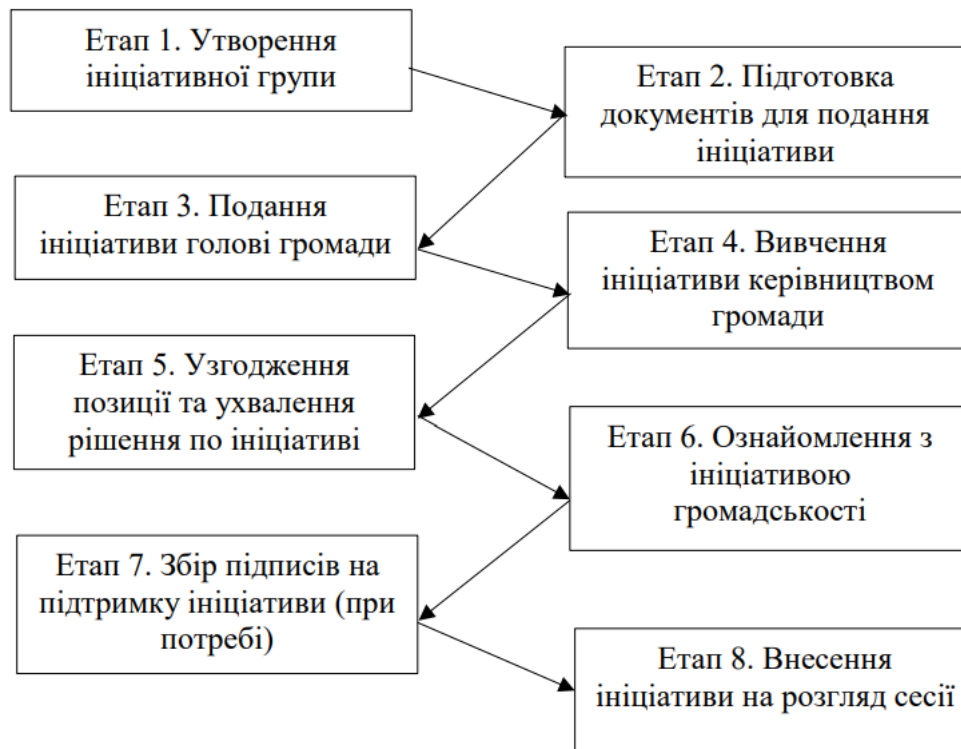 Етап 1. Утворення
ініціативної групи
Етап 2. Підготовка
документів для подання
ініціативи
Етап 3. Подання
ініціативи голові громади
Етап 4. Вивчення
ініціативи керівництвом
громади
Етап 5. Узгодження
позиції та ухвалення
рішення по ініціативі
Етап 6. Ознайомлення з
ініціативою
громадськості
Етап 7. Збір підписів на
підтримку ініціативи (при
потребі)
Етап 8. Внесення
ініціативи на розгляд сесії